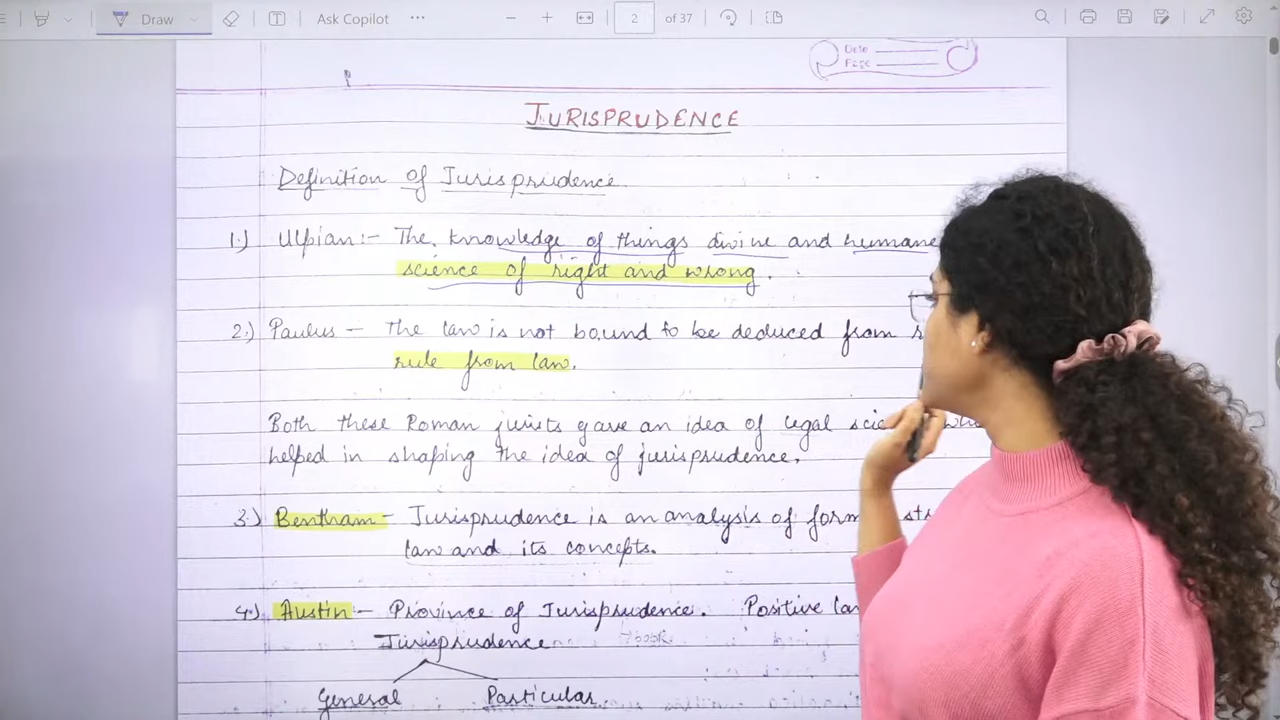 Draw
Ask Copilot
2 of 37
Date
Page
JURISPRUDENCE
Definition of Jurisprudence
1.) Ulpian:- The knowledge of things divine and humane
science of right and wrong.
2.) Paulus - The law is not bound to be deduced from
rule from law.
Both these Roman jurists gave an idea of legal
helped in shaping the idea of jurisprudence.
3.) Bentham - Jurisprudence is an analysis of
law and its concepts.
4.) Austin - Province of Jurisprudence. Positive
Jurisprudence
General Particular